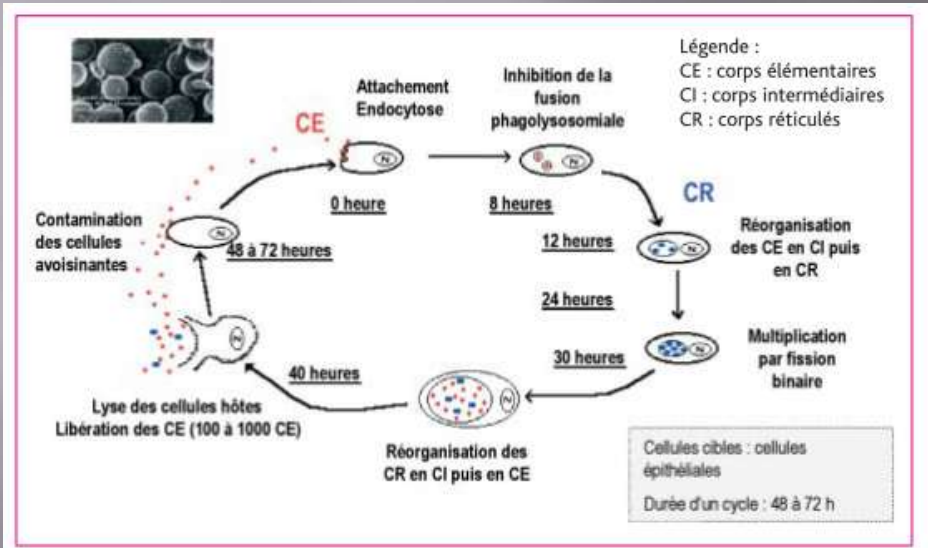 Légende :
CE : corps élémentaires
CI : corps intermédiaires
CR : corps réticulés
Attachement
Endocytose
Inhibition de la
fusion
phagolysosomiale
CE
N
N
0 heure
8 heures
CR
Contamination
des cellules
avoisinantes
N
48 à 72 heures
12 heures
N
Réorganisation
des CE en CI puis
en CR
24 heures
N
30 heures
N
Multiplication
par fission
binaire
40 heures
N
Lyse des cellules hôtes
Libération des CE (100 à 1000 CE)
Réorganisation des
CR en CI puis en CE
Cellules cibles : cellules
épithéliales
Durée d'un cycle : 48 à 72 h